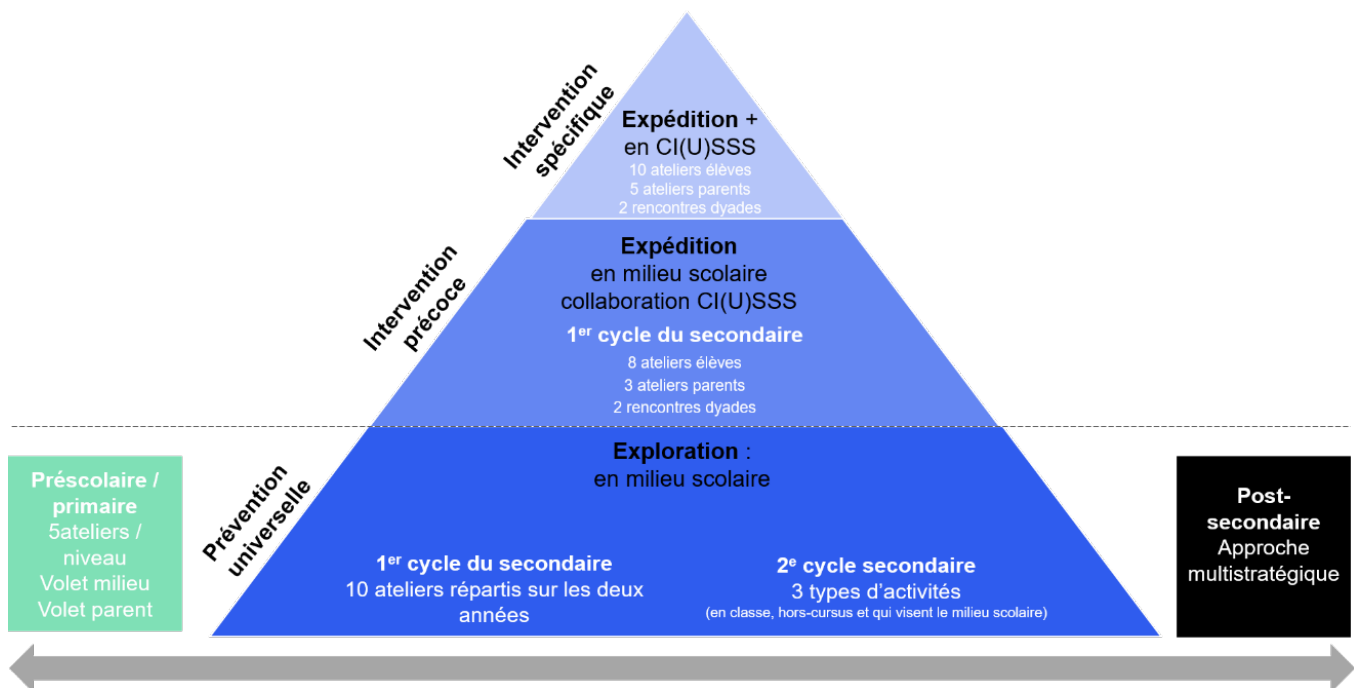 Intervention
spécifique
Expédition +
en CI(U)SSS
10 ateliers élèves
5 ateliers parents
2 rencontres dyades
Intervention
précoce
Expédition
en milieu scolaire
collaboration CI(U)SSS
1er cycle du secondaire
8 ateliers élèves
3 ateliers parents
2 rencontres dyades
Prévention
universelle
Exploration :
en milieu scolaire
1er cycle du secondaire
10 ateliers répartis sur les deux
années
2e cycle secondaire
3 types d'activités
(en classe, hors-cursus et qui visent le milieu scolaire)
Préscolaire /
primaire
5ateliers /
niveau
Volet milieu
Volet parent
Post-
secondaire
Approche
multistratégique